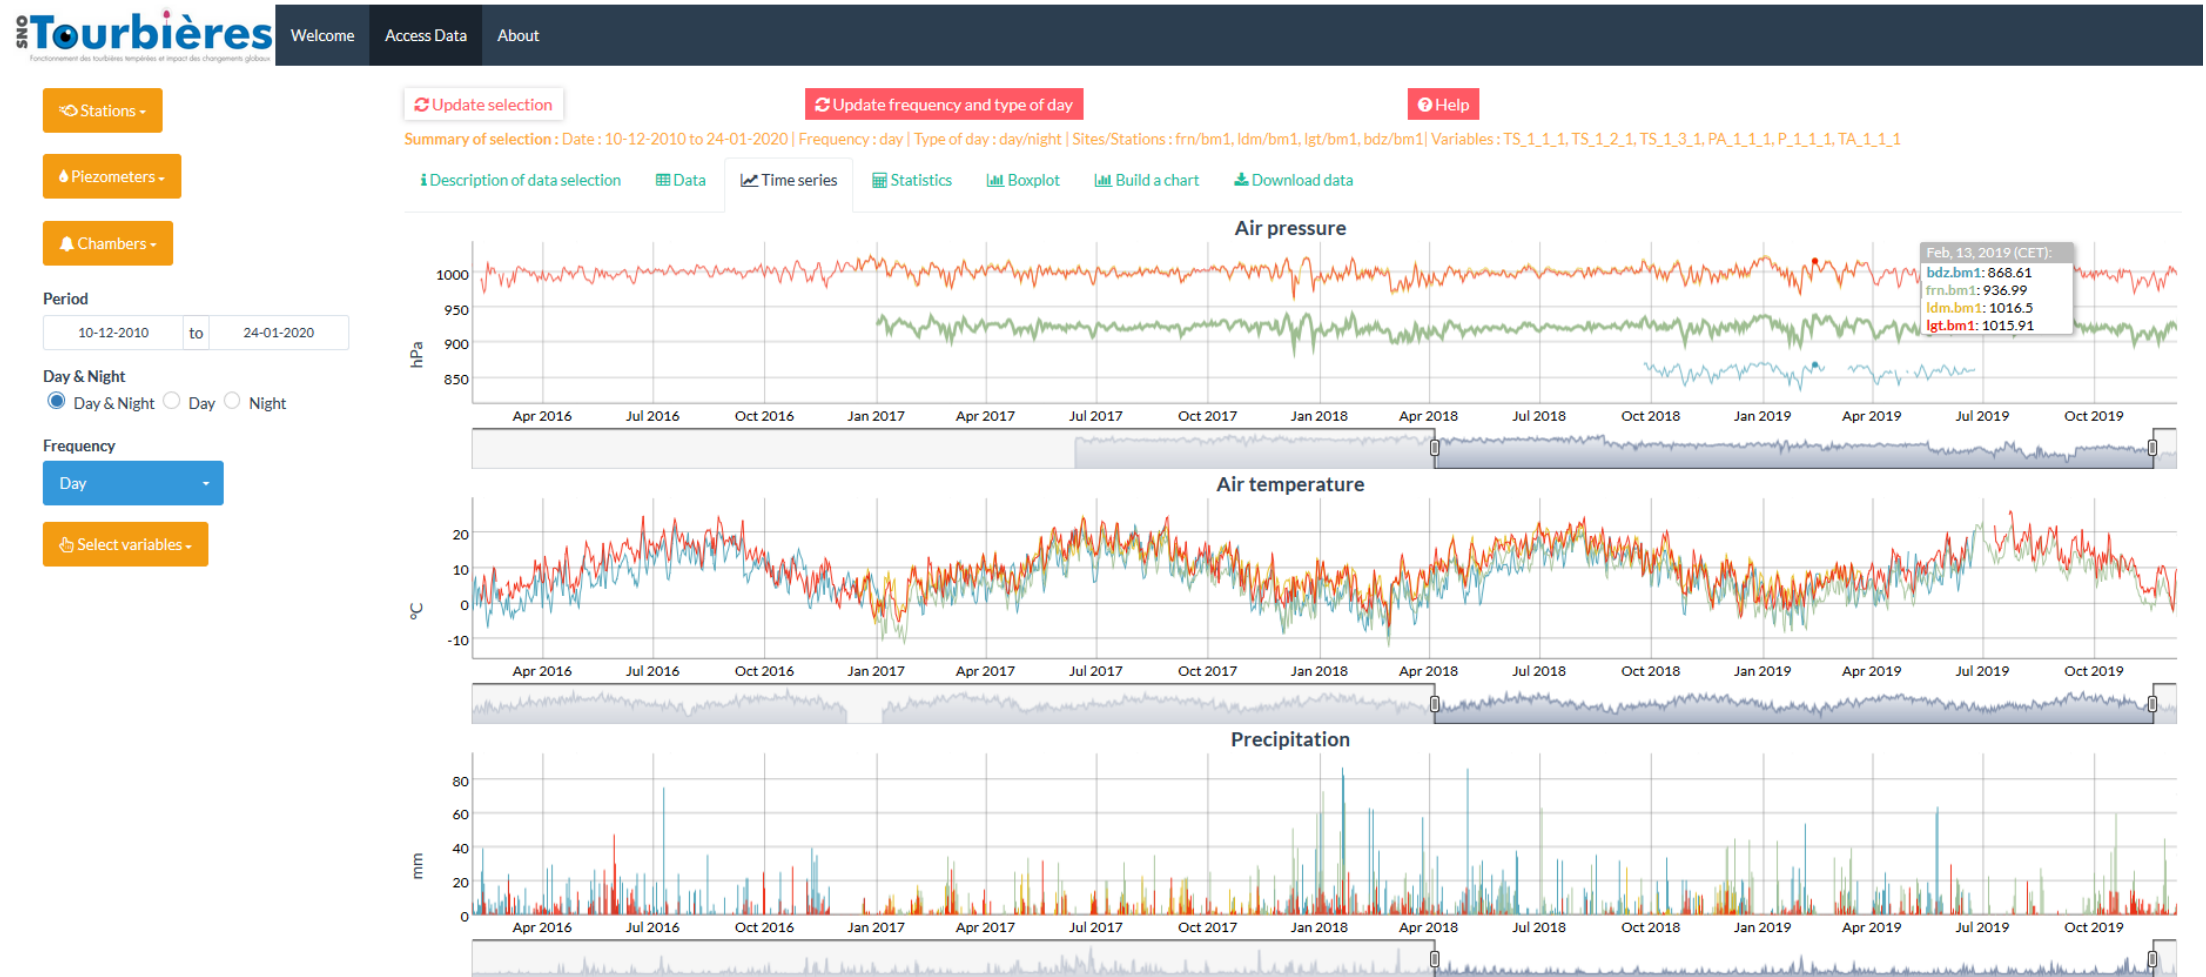 SNO Tourbières
Fonctionnement des tourbières tempérées et impact des changements globaux
Welcome Access Data About
Stations
Piezometers
Chambers
Period
10-12-2010 to 24-01-2020
Day & Night
Day & Night Day Night
Frequency
Day
Select variables
Update selection Update frequency and type of day Help
Summary of selection : Date : 10-12-2010 to 24-01-2020 | Frequency : day | Type of day : day/night | Sites/Stations : frn/bm1, ldm/bm1, lgt/bm1, bdz/bm1| Variables : TS_1_1_1, TS_1_2_1, TS_1_3_1, PA_1_1_1, P_1_1_1, TA_1_1_1
Description of data selection Data Time series Statistics Boxplot Build a chart Download data
Air pressure
1000
950
900
850
hPa
Feb, 13, 2019 (CET):
bdz.bm1: 868.61
frn.bm1: 936.99
ldm.bm1: 1016.5
lgt.bm1: 1015.91
Apr 2016 Jul 2016 Oct 2016 Jan 2017 Apr 2017 Jul 2017 Oct 2017 Jan 2018 Apr 2018 Jul 2018 Oct 2018 Jan 2019 Apr 2019 Jul 2019 Oct 2019
Air temperature
20
10
0
-10
°C
Apr 2016 Jul 2016 Oct 2016 Jan 2017 Apr 2017 Jul 2017 Oct 2017 Jan 2018 Apr 2018 Jul 2018 Oct 2018 Jan 2019 Apr 2019 Jul 2019 Oct 2019
Precipitation
80
60
40
20
0
mm
Apr 2016 Jul 2016 Oct 2016 Jan 2017 Apr 2017 Jul 2017 Oct 2017 Jan 2018 Apr 2018 Jul 2018 Oct 2018 Jan 2019 Apr 2019 Jul 2019 Oct 2019